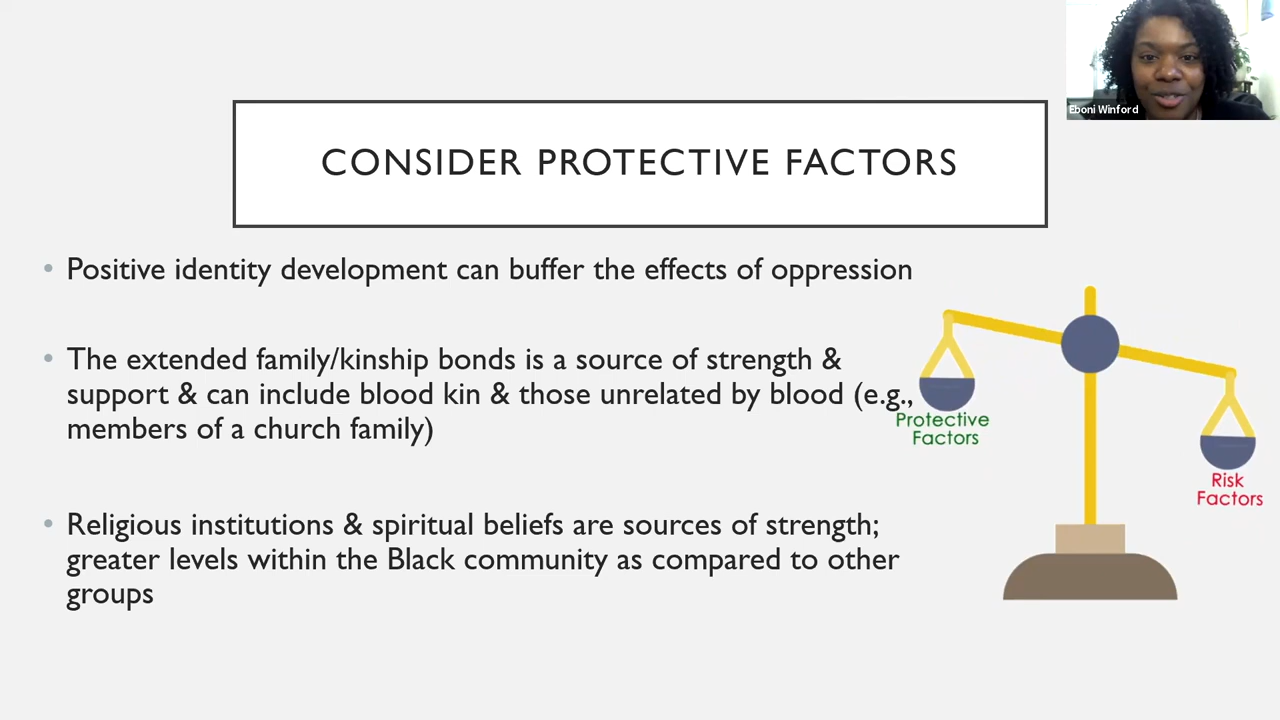 Eboni Winford
CONSIDER PROTECTIVE FACTORS
• Positive identity development can buffer the effects of oppression
• The extended family/kinship bonds is a source of strength &
support & can include blood kin & those unrelated by blood (e.g.,
members of a church family)
• Religious institutions & spiritual beliefs are sources of strength;
greater levels within the Black community as compared to other
groups
Protective
Factors
Risk
Factors